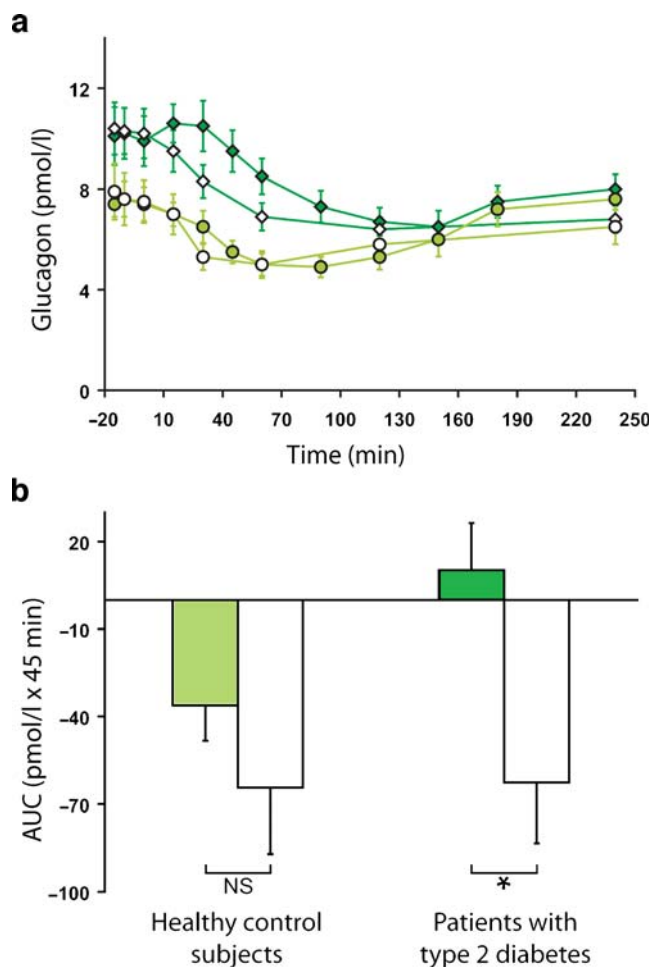 a
12
8
4
0
Glucagon (pmol/l)
–20 10 40 70 100 130 160 190 220 250
Time (min)
b
20
–10
–40
–70
–100
AUC (pmol/l x 45 min)
NS
*
Healthy control
subjects
Patients with
type 2 diabetes